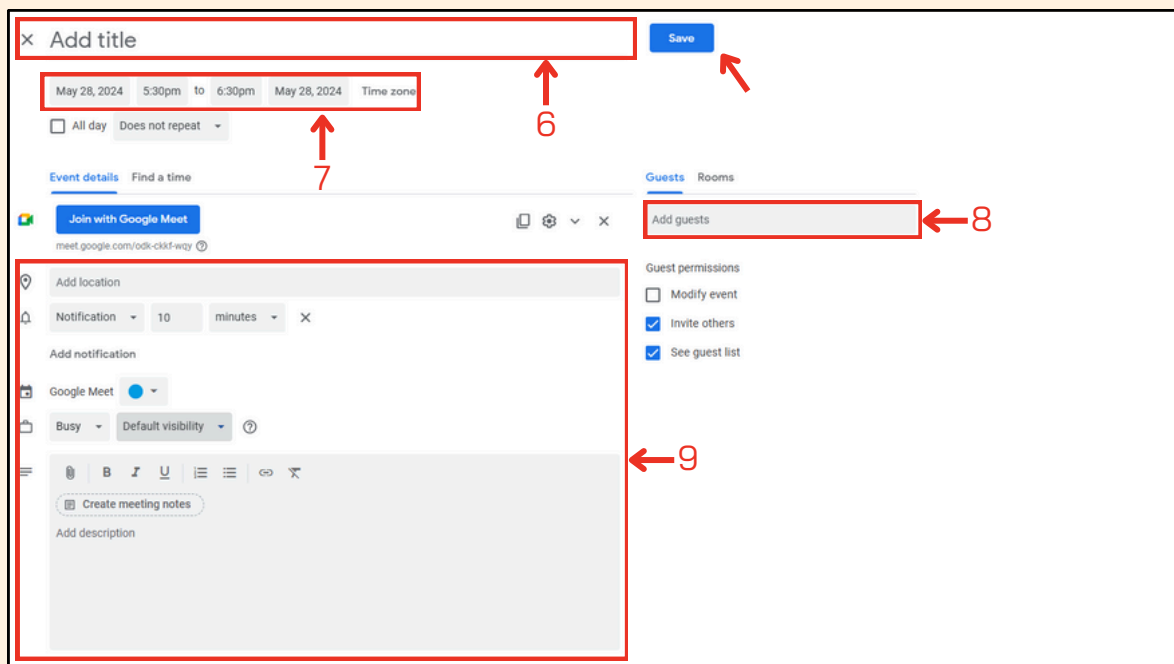 Add title
Save
6
May 28, 2024 5:30pm to 6:30pm May 28, 2024 Time zone
All day Does not repeat
7
Event details Find a time
Guests Rooms
Join with Google Meet
meet.google.com/odk-ckkf-wqy
Add guests
8
Add location
Guest permissions
Notification 10 minutes
Modify event
Invite others
Add notification
See guest list
Google Meet
Busy Default visibility
9
B I U
Create meeting notes
Add description